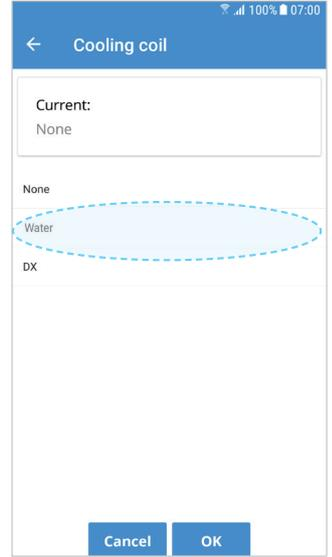 100% 07:00
Cooling coil
Current:
None
None
Water
DX
Cancel OK